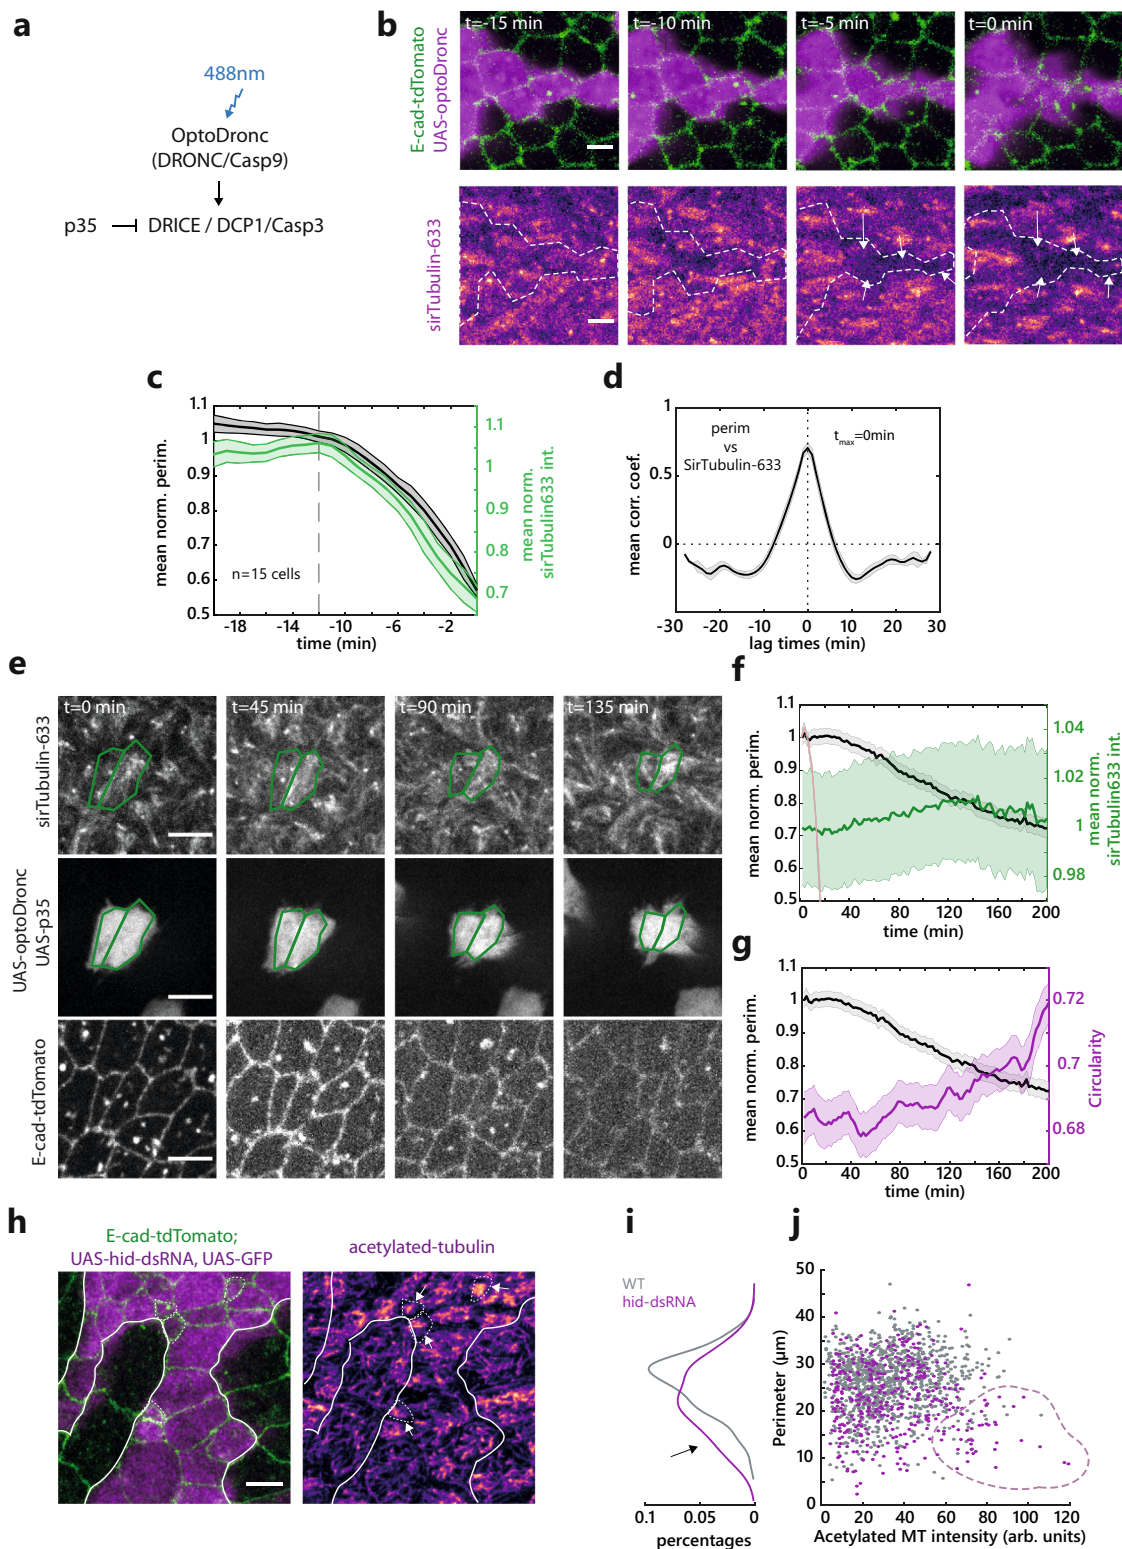 a
488nm
OptoDronc
(DRONC/Casp9)
p35
DRICE / DCP1/Casp3
b
E-cad-tdTomato
UAS-optoDronc
t=-15 min
t=-10 min
t=-5 min
t=0 min
sirTubulin-633
c
mean norm. perim.
1.1
1
0.9
0.8
0.7
0.6
0.5
n=15 cells
-18
-14
-10
-6
-2
time (min)
1.1
1
0.9
0.8
0.7
mean norm.
sirTubulin633 int.
d
mean corr. coef.
1
0.5
0
perim
vs
SirTubulin-633
tmax=0min
-30
-20
-10
0
10
20
30
lag times (min)
e
t=0 min
t=45 min
t=90 min
t=135 min
sirTubulin-633
UAS-optoDronc
UAS-p35
E-cad-tdTomato
f
mean norm. perim.
1.1
1
0.9
0.8
0.7
0.6
0.5
0
40
80
120
160
200
time (min)
1.04
1.02
1
0.98
mean norm.
sirTubulin633 int.
g
mean norm. perim.
1.1
1
0.9
0.8
0.7
0.6
0.5
0
40
80
120
160
200
time (min)
0.72
0.7
0.68
Circularity
h
E-cad-tdTomato;
UAS-hid-dsRNA, UAS-GFP
acetylated-tubulin
i
WT
hid-dsRNA
0.1
0.05
0
percentages
j
Perimeter (µm)
50
40
30
20
10
0
0
20
40
60
80
100
120
Acetylated MT intensity (arb. units)